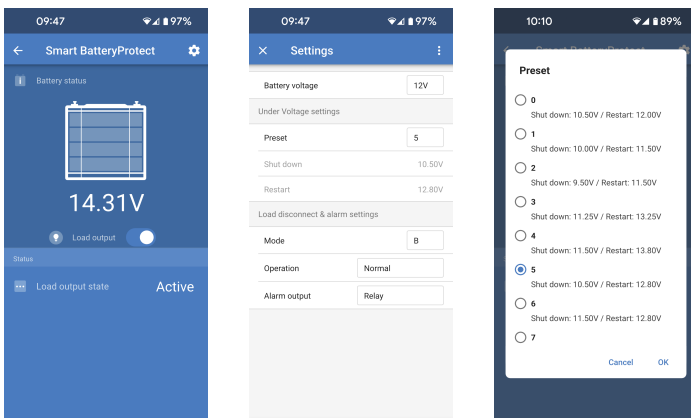 09:47
97%
Smart BatteryProtect
Battery status
14.31V
Load output
Status
Load output state
Active
09:47
97%
Settings
Battery voltage
12V
Under Voltage settings
Preset
5
Shut down
10.50V
Restart
12.80V
Load disconnect & alarm settings
Mode
B
Operation
Normal
Alarm output
Relay
10:10
89%
Smart BatteryProtect
Preset
0
Shut down: 10.50V / Restart: 12.00V
1
Shut down: 10.00V / Restart: 11.50V
2
Shut down: 9.50V / Restart: 11.50V
3
Shut down: 11.25V / Restart: 13.25V
4
Shut down: 11.50V / Restart: 13.80V
5
Shut down: 10.50V / Restart: 12.80V
6
Shut down: 11.50V / Restart: 12.80V
7
Cancel
OK